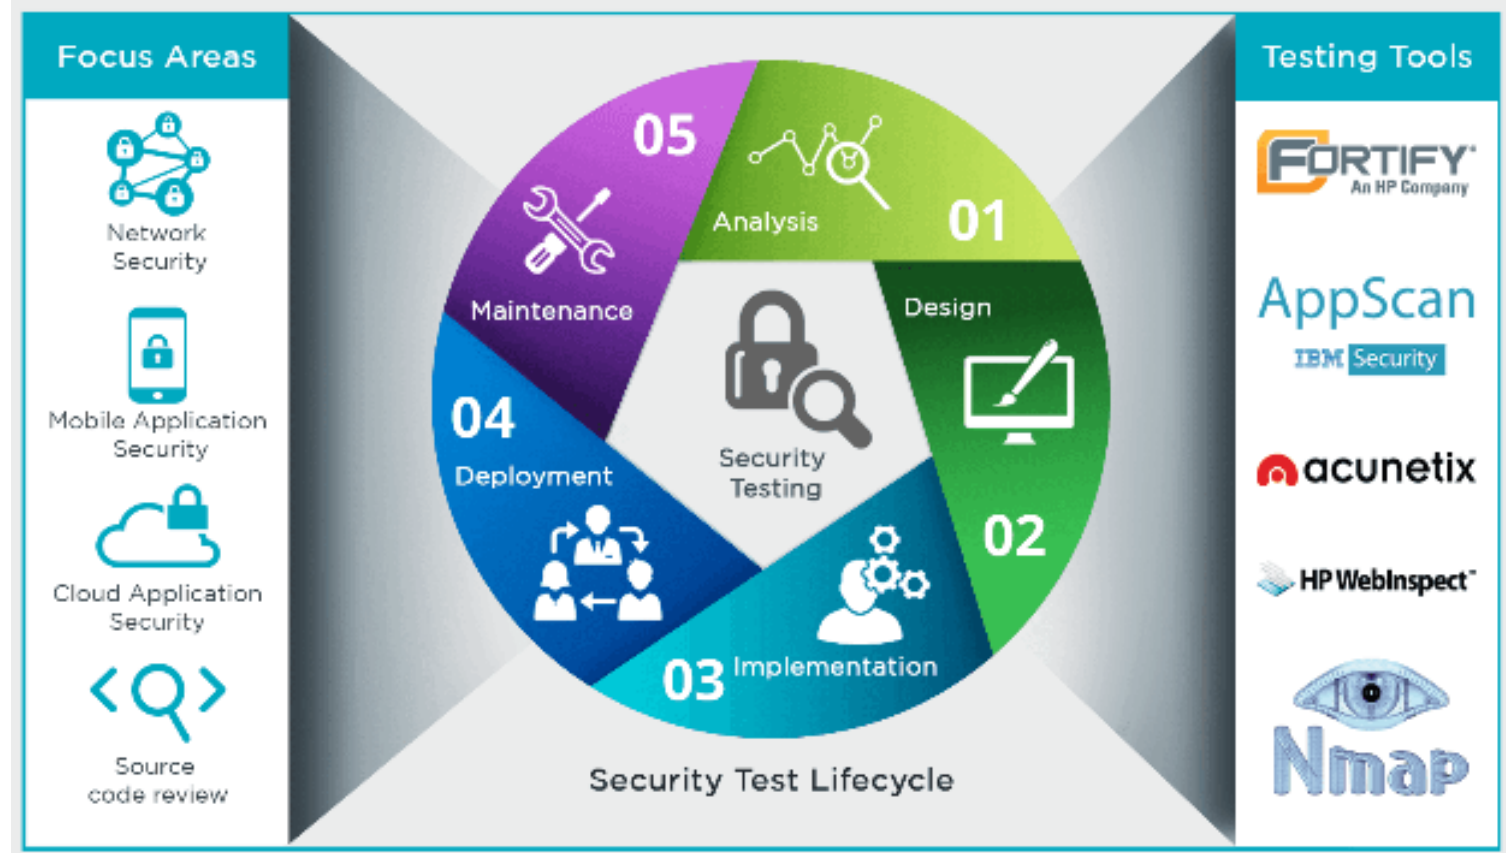 Focus Areas
Network
Security
Mobile Application
Security
Cloud Application
Security
Source
code review
05
Maintenance
Analysis
01
Design
02
04
Deployment
03 Implementation
Security
Testing
Security Test Lifecycle
Testing Tools
FORTIFY
An HP Company
AppScan
IBM Security
acunetix
HP WebInspect™
Nmap